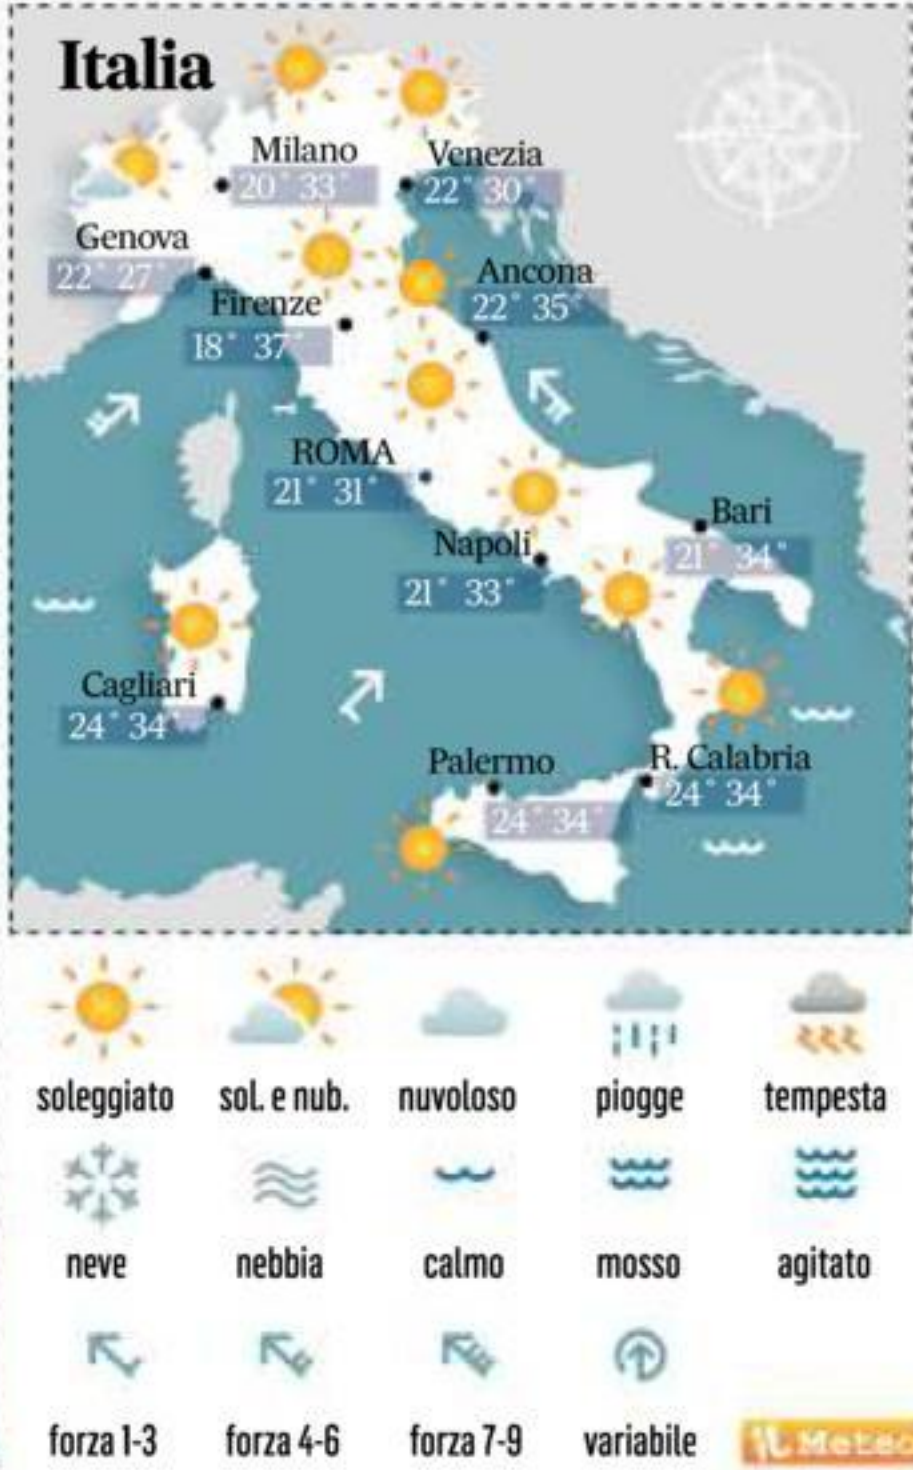 Italia
Milano
20° 33°
Venezia
22° 30°
Genova
22° 27°
Ancona
22° 35°
Firenze
18° 37°
ROMA
21° 31°
Bari
21° 34°
Napoli
21° 33°
Cagliari
24° 34°
Palermo
24° 34°
R. Calabria
24° 34°
soleggiato sol. e nub. nuvoloso piogge tempesta
neve nebbia calmo mosso agitato
forza 1-3 forza 4-6 forza 7-9 variabile
iL Meteo